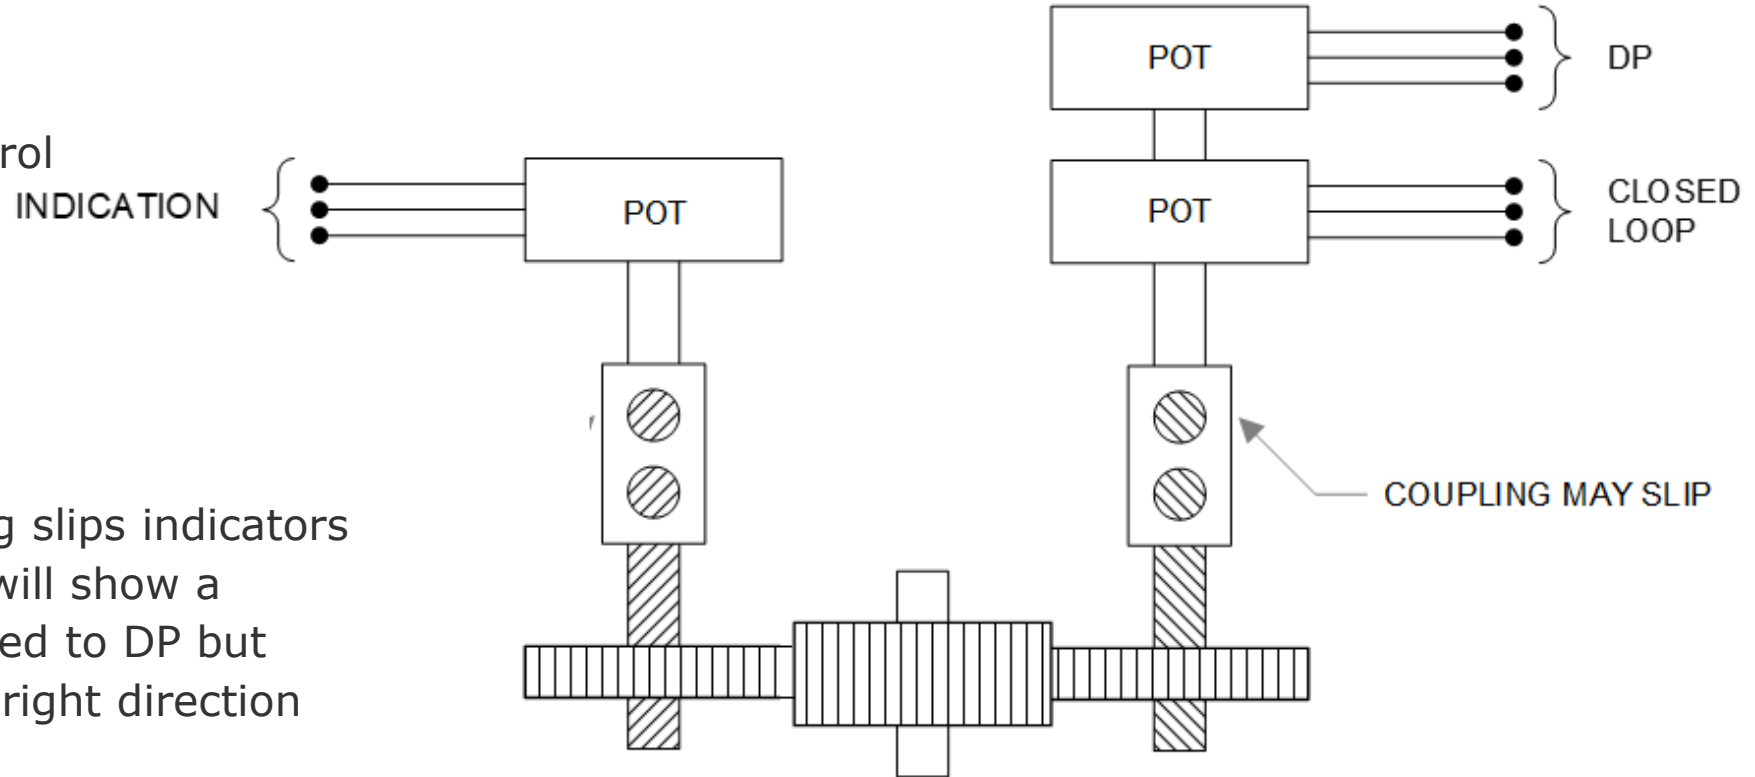 POT
DP
rol
INDICATION
POT
POT
CLOSED
LOOP
COUPLING MAY SLIP
g slips indicators
will show a
ed to DP but
right direction